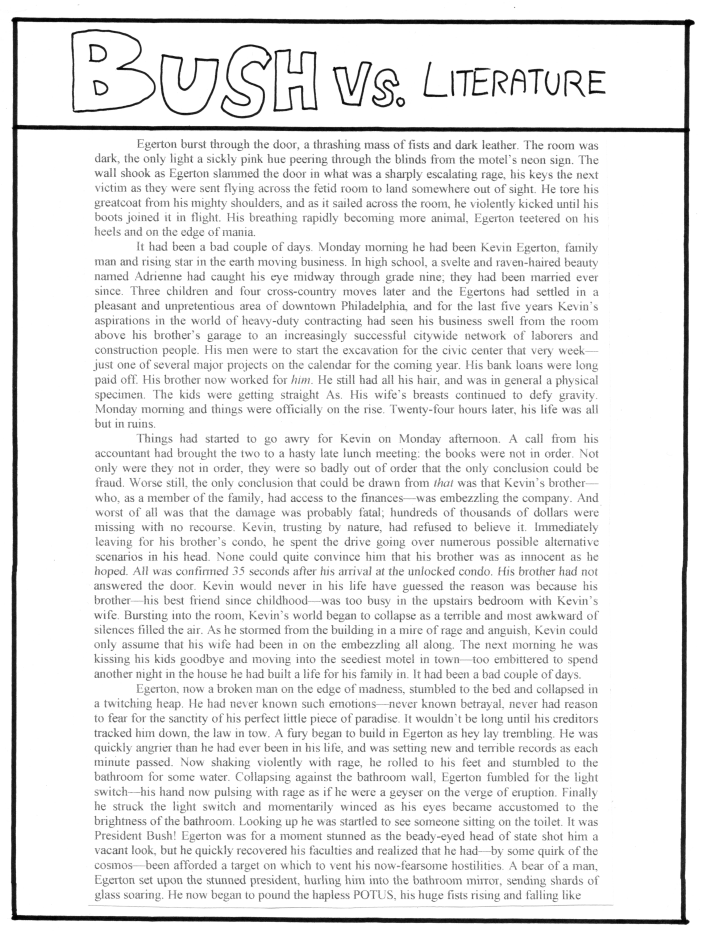 BUSH VS. LITERATURE
Egerton burst through the door, a thrashing mass of fists and dark leather. The room was
dark, the only light a sickly pink hue peering through the blinds from the motel's neon sign. The
wall shook as Egerton slammed the door in what was a sharply escalating rage, his keys the next
victim as they were sent flying across the fetid room to land somewhere out of sight. He tore his
greatcoat from his mighty shoulders, and as it sailed across the room, he violently kicked until his
boots joined it in flight. His breathing rapidly becoming more animal, Egerton teetered on his
heels and on the edge of mania.
It had been a bad couple of days. Monday morning he had been Kevin Egerton, family
man and rising star in the earth moving business. In high school, a svelte and raven-haired beauty
named Adrienne had caught his eye midway through grade nine; they had been married ever
since. Three children and four cross-country moves later and the Egertons had settled in a
pleasant and unpretentious area of downtown Philadelphia, and for the last five years Kevin's
aspirations in the world of heavy-duty contracting had seen his business swell from the room
above his brother's garage to an increasingly successful citywide network of laborers and
construction people. His men were to start the excavation for the civic center that very week—
just one of several major projects on the calendar for the coming year. His bank loans were long
paid off. His brother now worked for him. He still had all his hair, and was in general a physical
specimen. The kids were getting straight As. His wife's breasts continued to defy gravity.
Monday morning and things were officially on the rise. Twenty-four hours later, his life was all
but in ruins.
Things had started to go awry for Kevin on Monday afternoon. A call from his
accountant had brought the two to a hasty late lunch meeting: the books were not in order. Not
only were they not in order, they were so badly out of order that the only conclusion could be
fraud. Worse still, the only conclusion that could be drawn from that was that Kevin's brother—
who, as a member of the family, had access to the finances—was embezzling the company. And
worst of all was that the damage was probably fatal; hundreds of thousands of dollars were
missing with no recourse. Kevin, trusting by nature, had refused to believe it. Immediately
leaving for his brother's condo, he spent the drive going over numerous possible alternative
scenarios in his head. None could quite convince him that his brother was as innocent as he
hoped. All was confirmed 35 seconds after his arrival at the unlocked condo. His brother had not
answered the door. Kevin would never in his life have guessed the reason was because his
brother—his best friend since childhood—was too busy in the upstairs bedroom with Kevin's
wife. Bursting into the room, Kevin's world began to collapse as a terrible and most awkward of
silences filled the air. As he stormed from the building in a mire of rage and anguish, Kevin could
only assume that his wife had been in on the embezzling all along. The next morning he was
kissing his kids goodbye and moving into the seediest motel in town—too embittered to spend
another night in the house he had built a life for his family in. It had been a bad couple of days.
Egerton, now a broken man on the edge of madness, stumbled to the bed and collapsed in
a twitching heap. He had never known such emotions—never known betrayal, never had reason
to fear for the sanctity of his perfect little piece of paradise. It wouldn't be long until his creditors
tracked him down, the law in tow. A fury began to build in Egerton as hey lay trembling. He was
quickly angrier than he had ever been in his life, and was setting new and terrible records as each
minute passed. Now shaking violently with rage, he rolled to his feet and stumbled to the
bathroom for some water. Collapsing against the bathroom wall, Egerton fumbled for the light
switch—his hand now pulsing with rage as if he were a geyser on the verge of eruption. Finally
he struck the light switch and momentarily winced as his eyes became accustomed to the
brightness of the bathroom. Looking up he was startled to see someone sitting on the toilet. It was
President Bush! Egerton was for a moment stunned as the beady-eyed head of state shot him a
vacant look, but he quickly recovered his faculties and realized that he had—by some quirk of the
cosmos—been afforded a target on which to vent his now-fearsome hostilities. A bear of a man,
Egerton set upon the stunned president, hurling him into the bathroom mirror, sending shards of
glass soaring. He now began to pound the hapless POTUS, his huge fists rising and falling like